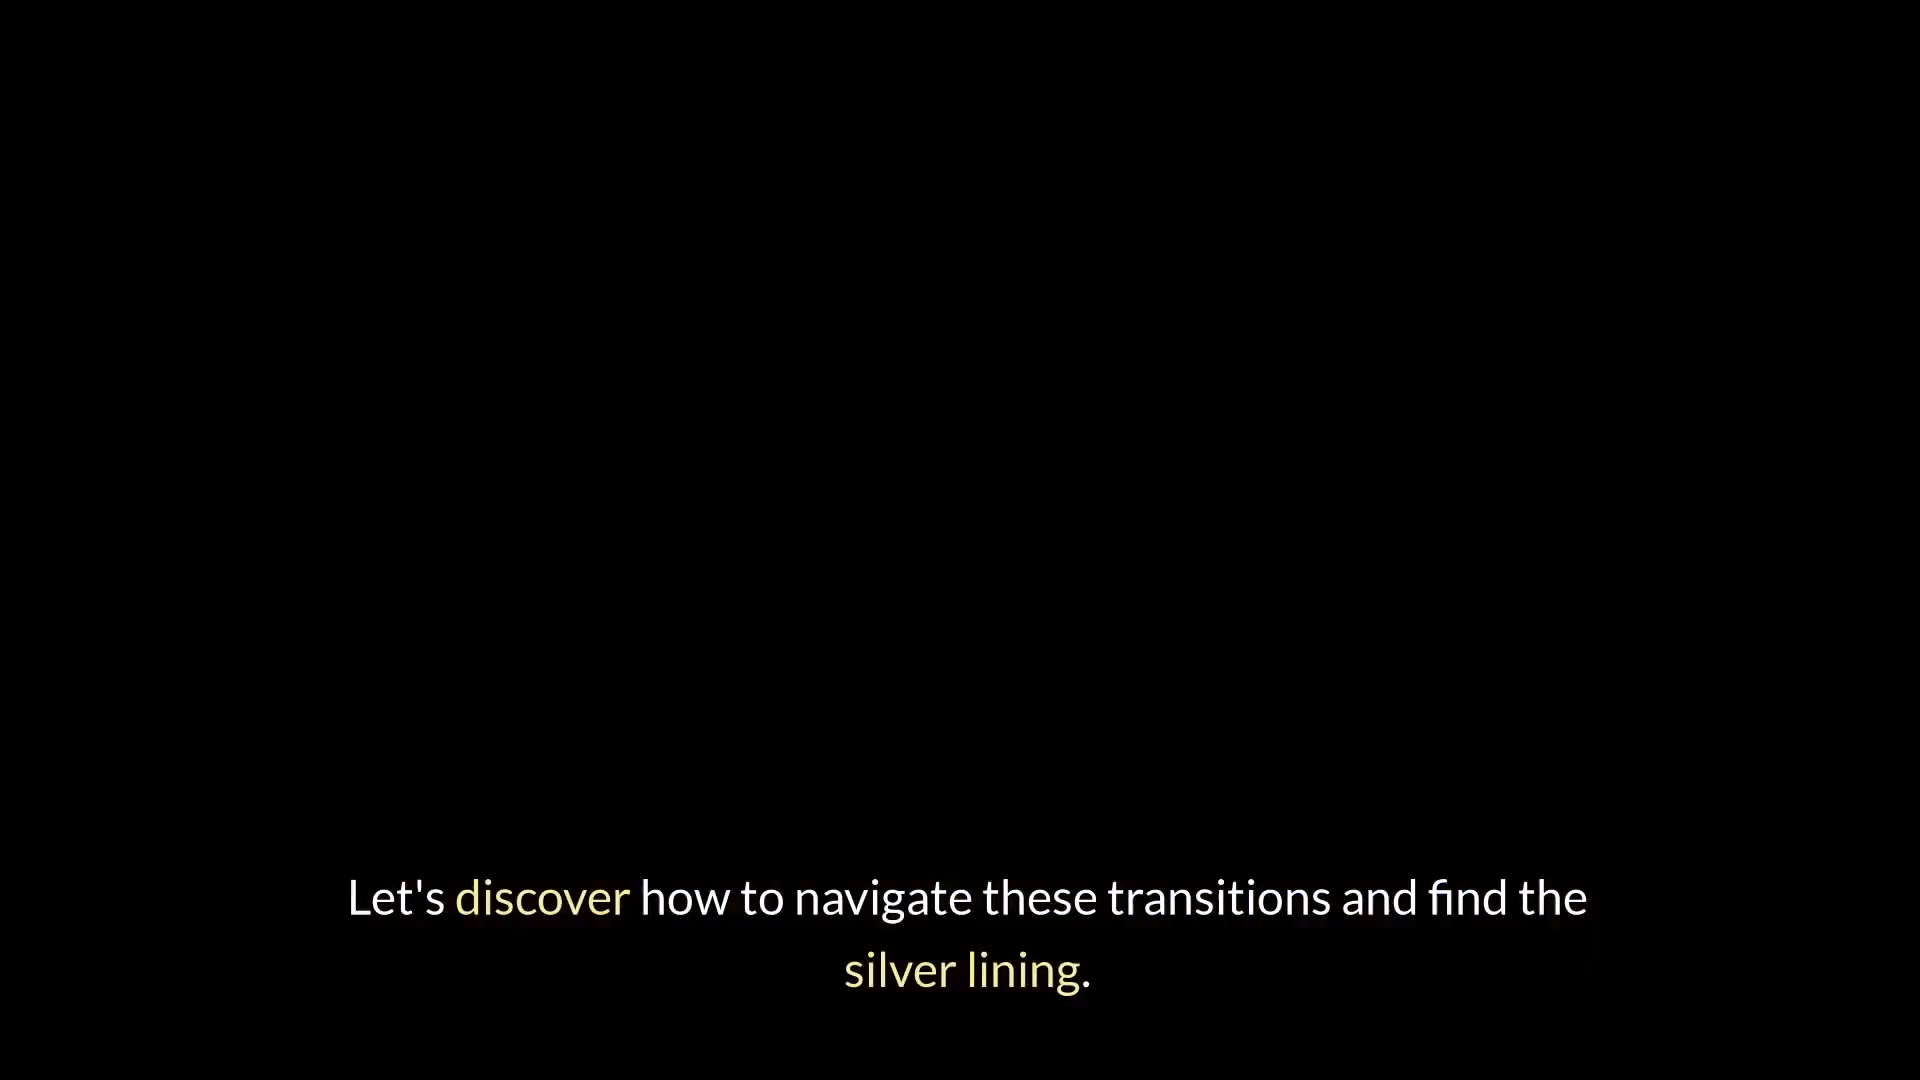 Let's discover how to navigate these transitions and find the
silver lining.